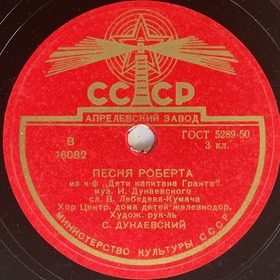 СССР
АПРЕЛЕВСКИЙ ЗАВОД
В
16082
ГОСТ 5289-50
3 кл.
ПЕСНЯ РОБЕРТА
из к-ф „Дети капитана Гранта"
муз. И. Дунаевского
сл. В. Лебедева-Кумача
Хор Центр. дома детей железнодор.
Худож. рук-ль
С. ДУНАЕВСКИЙ
МИНИСТЕРСТВО КУЛЬТУРЫ СССР